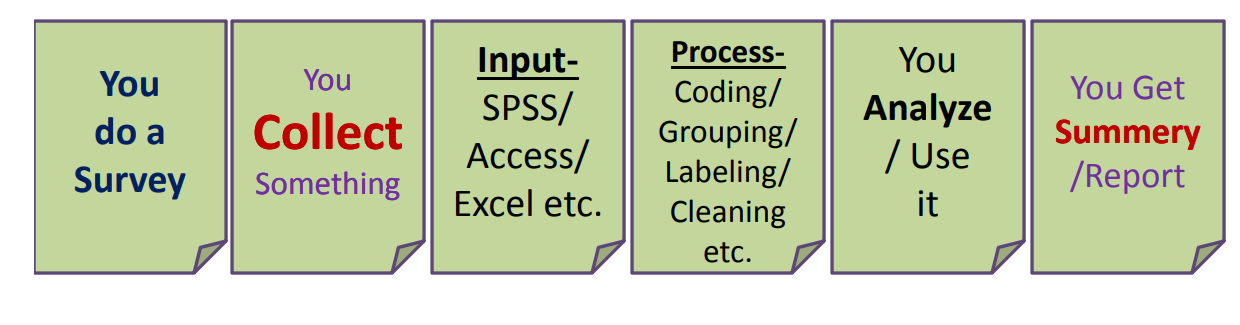 You
do a
Survey
You
Collect
Something
Input-
SPSS/
Access/
Excel etc.
Process-
Coding/
Grouping/
Labeling/
Cleaning
etc.
You
Analyze
/ Use
it
You Get
Summery
/Report